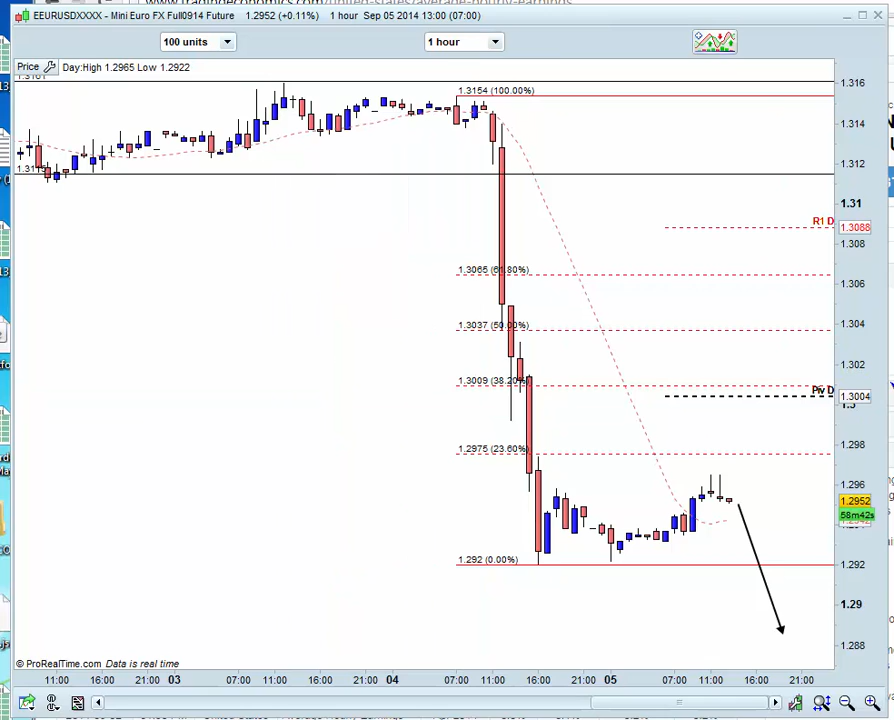 EEURUSDXXXX - Mini Euro FX Full0914 Future 1.2952 (+0.11%) 1 hour Sep 05 2014 13:00 (07:00)
100 units
1 hour
Price Day:High 1.2965 Low 1.2922
1.3154 (100.00%)
1.316
1.314
1.312
1.31
R1 D
1.3088
1.308
1.3065 (61.80%)
1.306
1.3037 (50.00%)
1.304
1.302
1.3009 (38.20%)
Piv D
1.3004
1.2975 (23.60%)
1.298
1.296
1.2952
58m42s
1.292 (0.00%)
1.292
1.29
1.288
© ProRealTime.com Data is real time
11:00 16:00 21:00 03 07:00 11:00 16:00 21:00 04 07:00 11:00 16:00 21:00 05 07:00 11:00 16:00 21:00